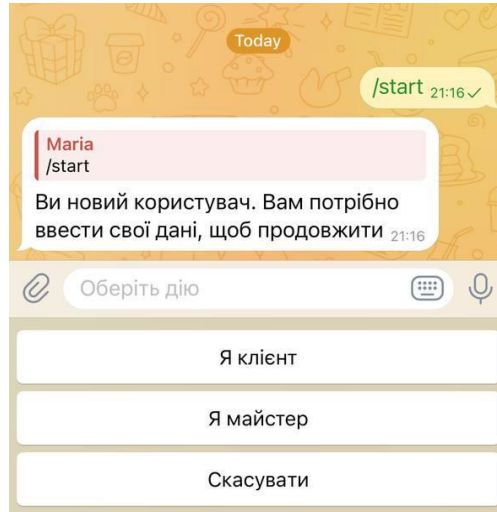 Today
/start 21:16
Maria
/start
Ви новий користувач. Вам потрібно
ввести свої дані, щоб продовжити 21:16
Оберіть дію
Я клієнт
Я майстер
Скасувати